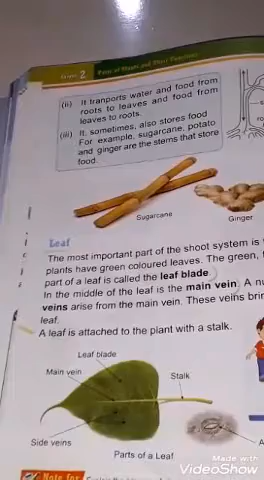 2 Parts of Plants and Their Functions
(ii) It tranports water and food from
roots to leaves and food from
leaves to roots.
(iii) It, sometimes, also stores food
For example, sugarcane, potato
and ginger are the stems that store
food.
Sugarcane
Ginger
Leaf
The most important part of the shoot system is
plants have green coloured leaves. The green,
part of a leaf is called the leaf blade.
In the middle of the leaf is the main vein. A
veins arise from the main vein. These veins
leaf.
A leaf is attached to the plant with a stalk.
Leaf blade
Main vein
Stalk
Side veins
Parts of a Leaf
Note for
Made with
VideoShow